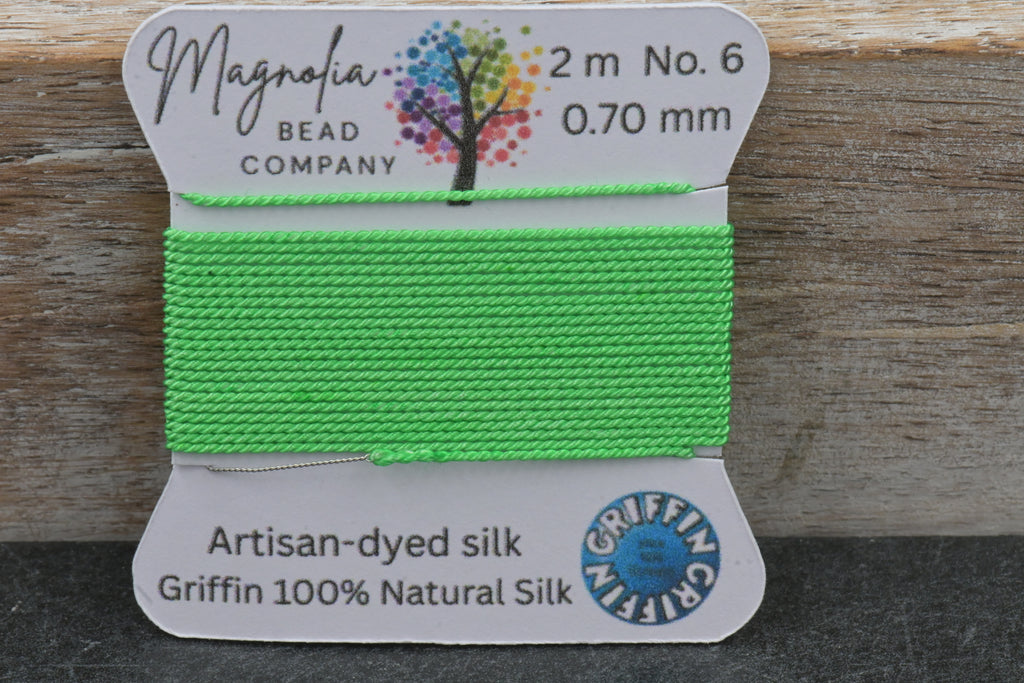 Magnolia
BEAD
COMPANY
2 m No. 6
0.70 mm
Artisan-dyed silk
Griffin 100% Natural Silk
GRIFFIN GRIFFIN